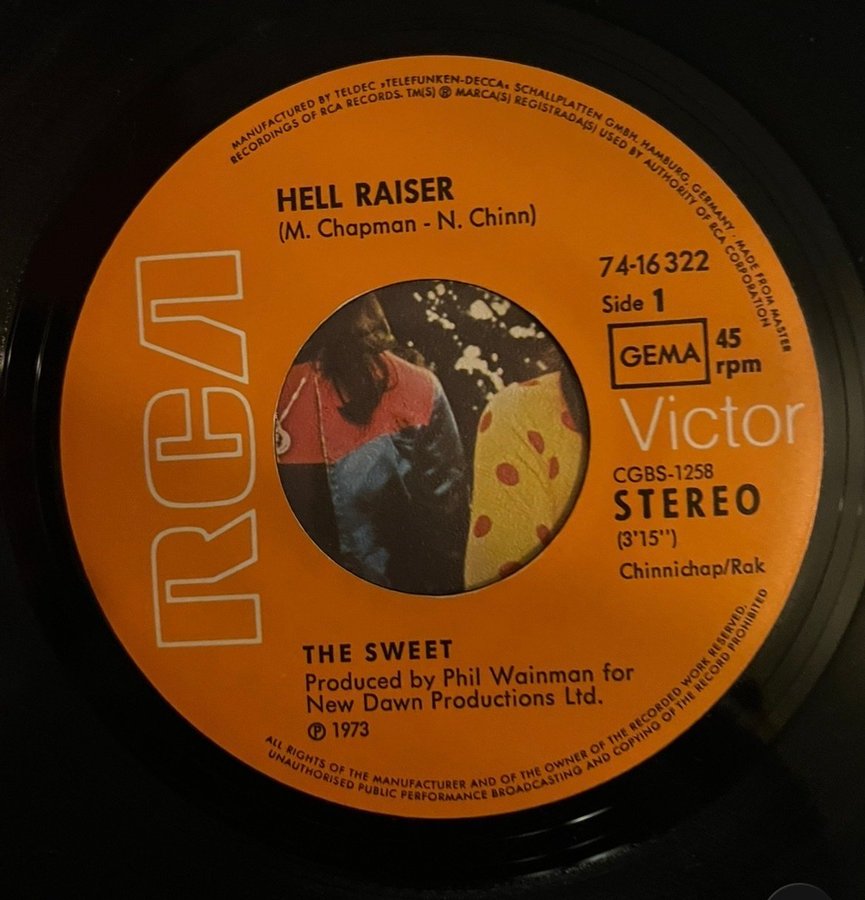 MANUFACTURED BY TELDEC »TELEFUNKEN-DECCA« SCHALLPLATTEN GMBH, HAMBURG, GERMANY · MADE FROM MASTER
RECORDINGS OF RCA RECORDS. TM(S) ® MARCA(S) REGISTRADA(S) USED BY AUTHORITY OF RCA CORPORATION
HELL RAISER
(M. Chapman - N. Chinn)
RCA
74-16 322
Side 1
GEMA
45
rpm
Victor
CGBS-1258
STEREO
(3'15'')
Chinnichap/Rak
THE SWEET
Produced by Phil Wainman for
New Dawn Productions Ltd.
℗ 1973
ALL RIGHTS OF THE MANUFACTURER AND OF THE OWNER OF THE RECORDED WORK RESERVED.
UNAUTHORISED PUBLIC PERFORMANCE BROADCASTING AND COPYING OF THE RECORD PROHIBITED